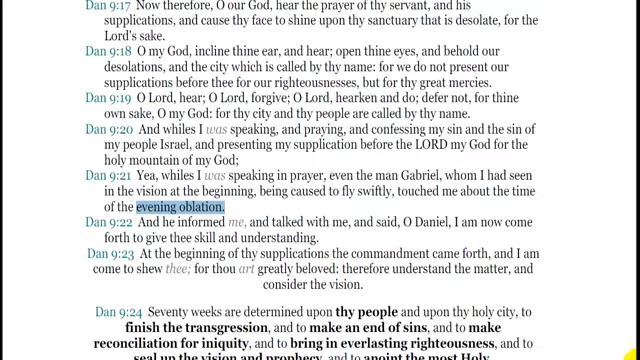 Dan 9:17 Now therefore, O our God, hear the prayer of thy servant, and his
supplications, and cause thy face to shine upon thy sanctuary that is desolate, for the
Lord's sake.
Dan 9:18 O my God, incline thine ear, and hear; open thine eyes, and behold our
desolations, and the city which is called by thy name: for we do not present our
supplications before thee for our righteousnesses, but for thy great mercies.
Dan 9:19 O Lord, hear; O Lord, forgive; O Lord, hearken and do; defer not, for thine
own sake, O my God: for thy city and thy people are called by thy name.
Dan 9:20 And whiles I was speaking, and praying, and confessing my sin and the sin of
my people Israel, and presenting my supplication before the LORD my God for the
holy mountain of my God;
Dan 9:21 Yea, whiles I was speaking in prayer, even the man Gabriel, whom I had seen
in the vision at the beginning, being caused to fly swiftly, touched me about the time
of the evening oblation.
Dan 9:22 And he informed me, and talked with me, and said, O Daniel, I am now come
forth to give thee skill and understanding.
Dan 9:23 At the beginning of thy supplications the commandment came forth, and I am
come to shew thee; for thou art greatly beloved: therefore understand the matter, and
consider the vision.
Dan 9:24 Seventy weeks are determined upon thy people and upon thy holy city, to
finish the transgression, and to make an end of sins, and to make
reconciliation for iniquity, and to bring in everlasting righteousness, and to
seal up the vision and prophecy, and to anoint the most Holy.